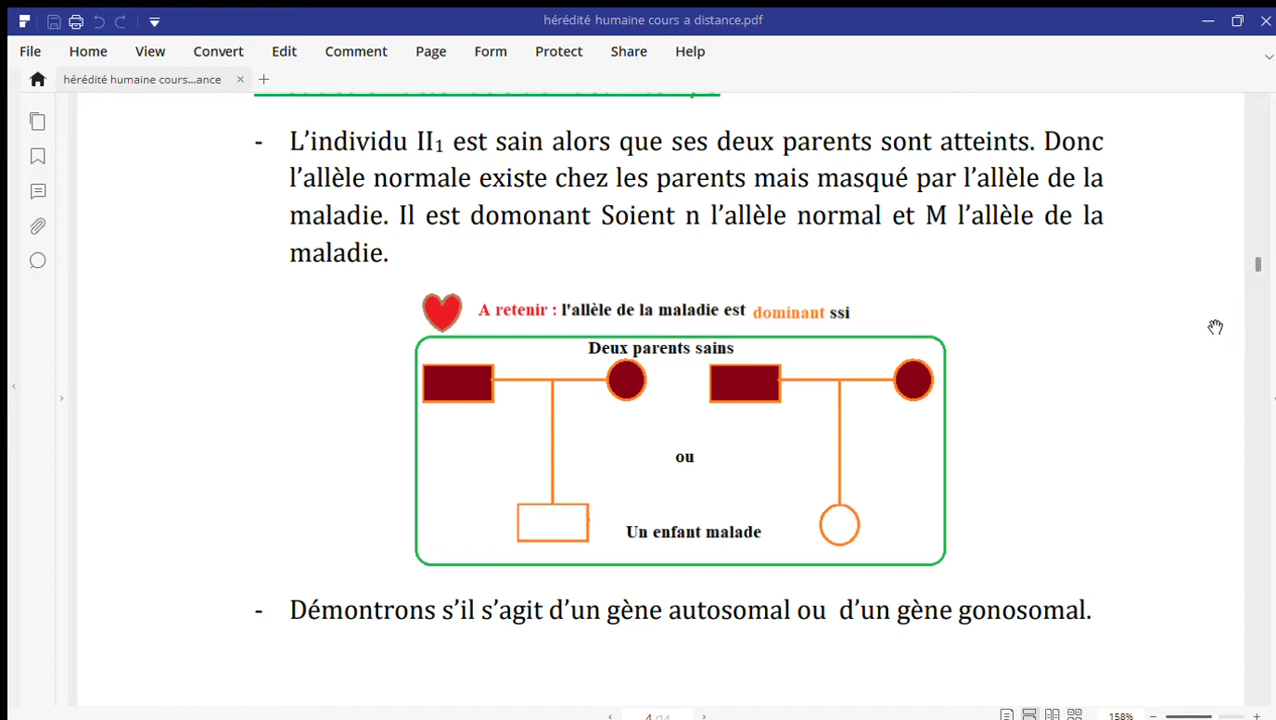 hérédité humaine cours a distance.pdf
File Home View Convert Edit Comment Page Form Protect Share Help
hérédité humaine cours...ance
- L’individu II1 est sain alors que ses deux parents sont atteints. Donc
l’allèle normale existe chez les parents mais masqué par l’allèle de la
maladie. Il est domonant Soient n l’allèle normal et M l’allèle de la
maladie.
A retenir : l'allèle de la maladie est dominant ssi
Deux parents sains
ou
Un enfant malade
- Démontrons s’il s’agit d’un gène autosomal ou d’un gène gonosomal.
4 /14
158%